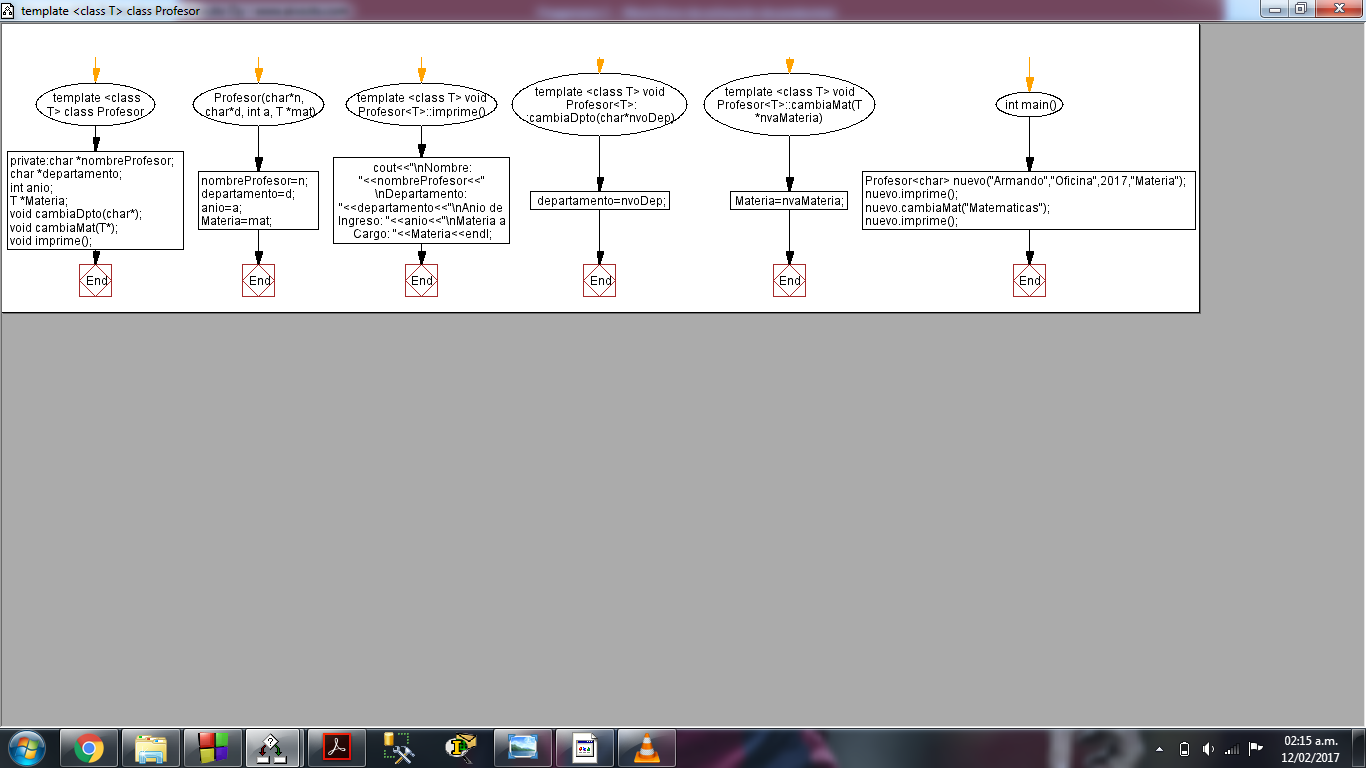 template <class T> class Profesor
template <class
T> class Profesor
private:char *nombreProfesor;
char *departamento;
int anio;
T *Materia;
void cambiaDpto(char*);
void cambiaMat(T*);
void imprime();
End
Profesor(char*n,
char*d, int a, T *mat)
nombreProfesor=n;
departamento=d;
anio=a;
Materia=mat;
End
template <class T> void
Profesor<T>::imprime()
cout<<"\nNombre:
"<<nombreProfesor<<"
\nDepartamento:
"<<departamento<<"\nAnio de
Ingreso: "<<anio<<"\nMateria a
Cargo: "<<Materia<<endl;
End
template <class T> void
Profesor<T>:
:cambiaDpto(char*nvoDep)
departamento=nvoDep;
End
template <class T> void
Profesor<T>::cambiaMat(T
*nvaMateria)
Materia=nvaMateria;
End
int main()
Profesor<char> nuevo("Armando","Oficina",2017,"Materia");
nuevo.imprime();
nuevo.cambiaMat("Matematicas");
nuevo.imprime();
End
02:15 a.m.
12/02/2017